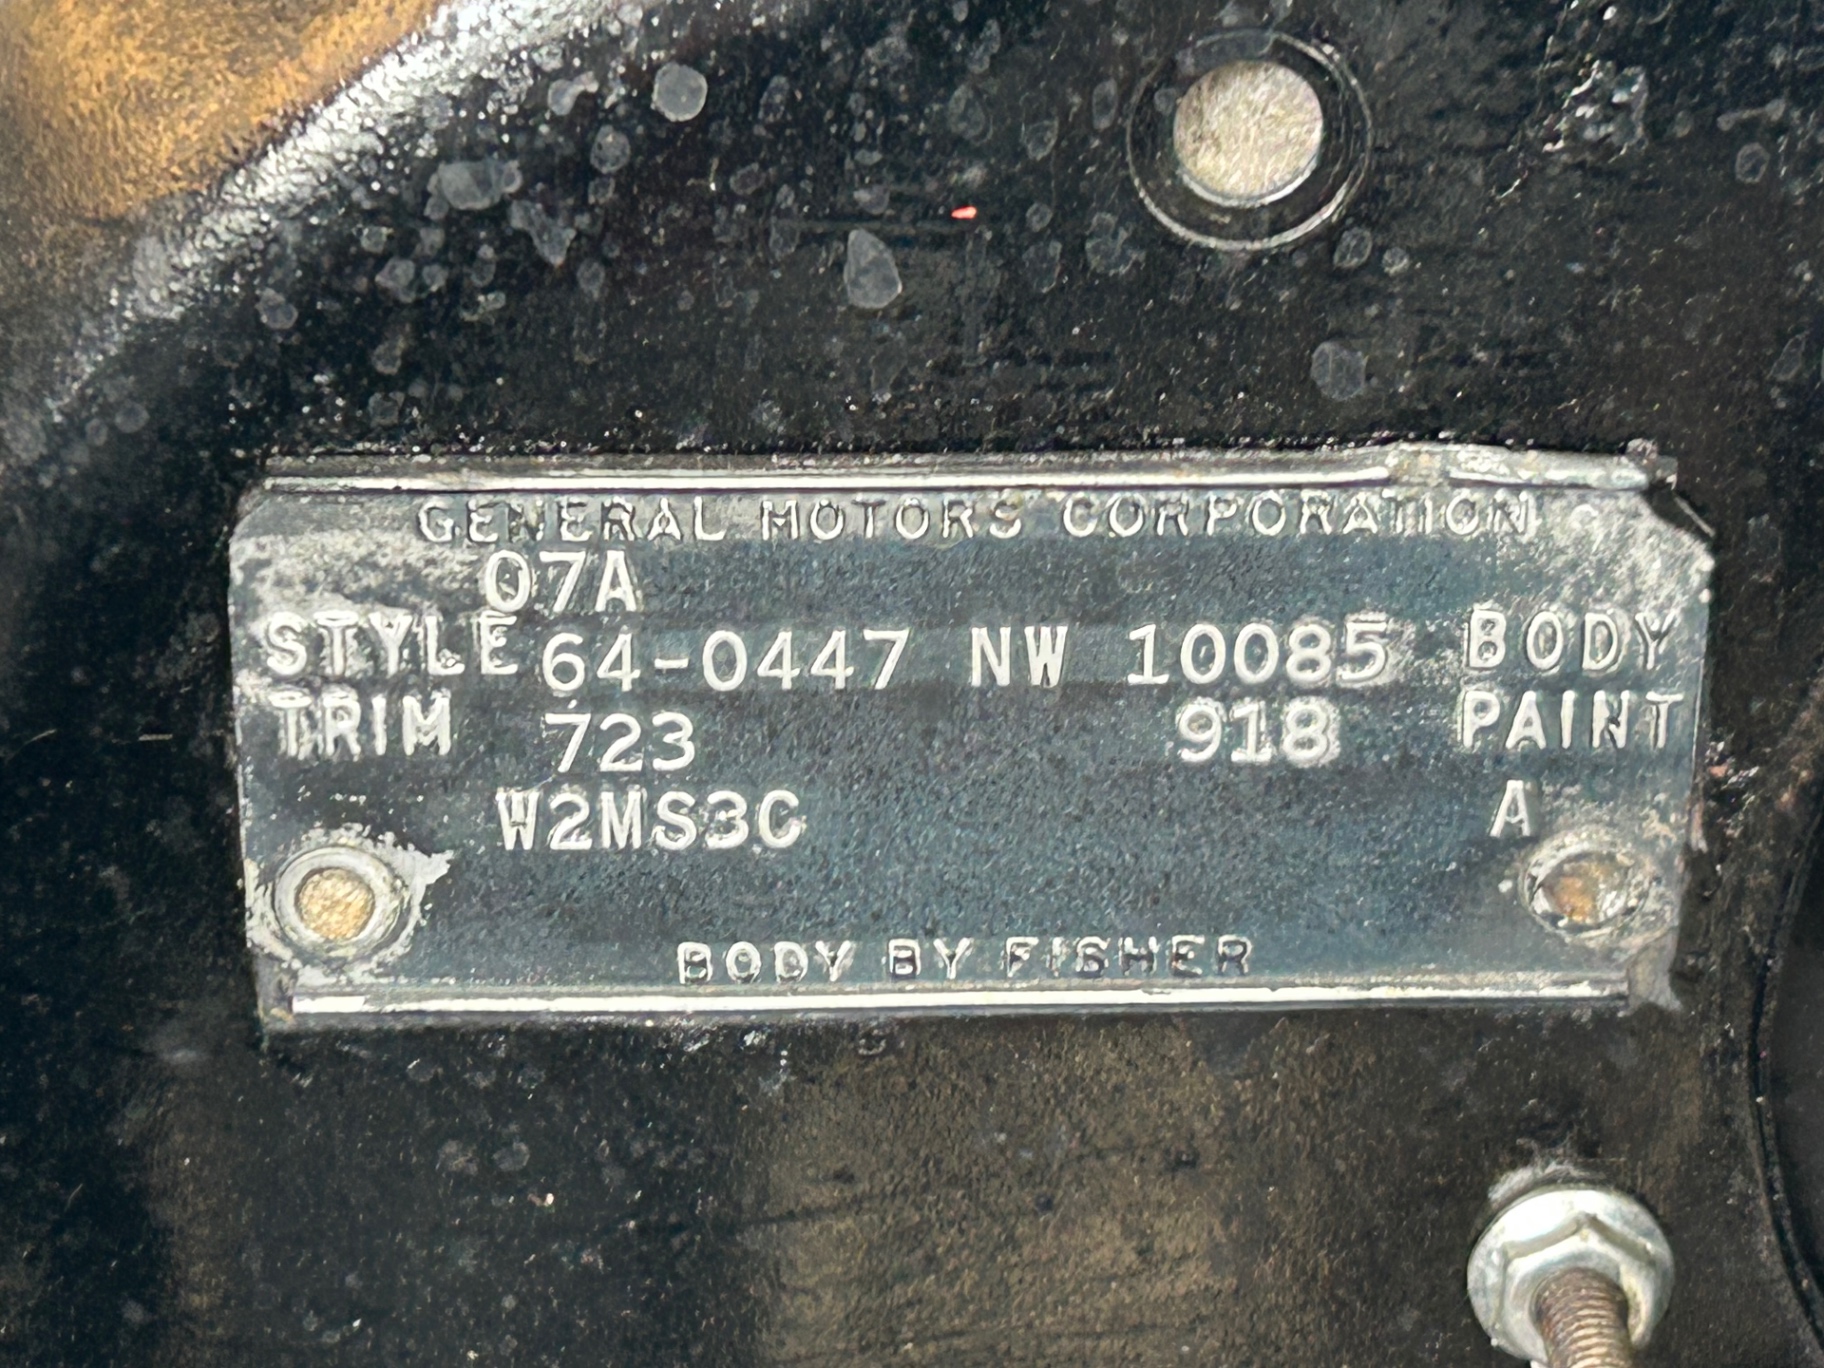 GENERAL MOTORS CORPORATION
07A
STYLE 64-0447 NW 10085 BODY
TRIM 723 918 PAINT
W2MS3C A
BODY BY FISHER